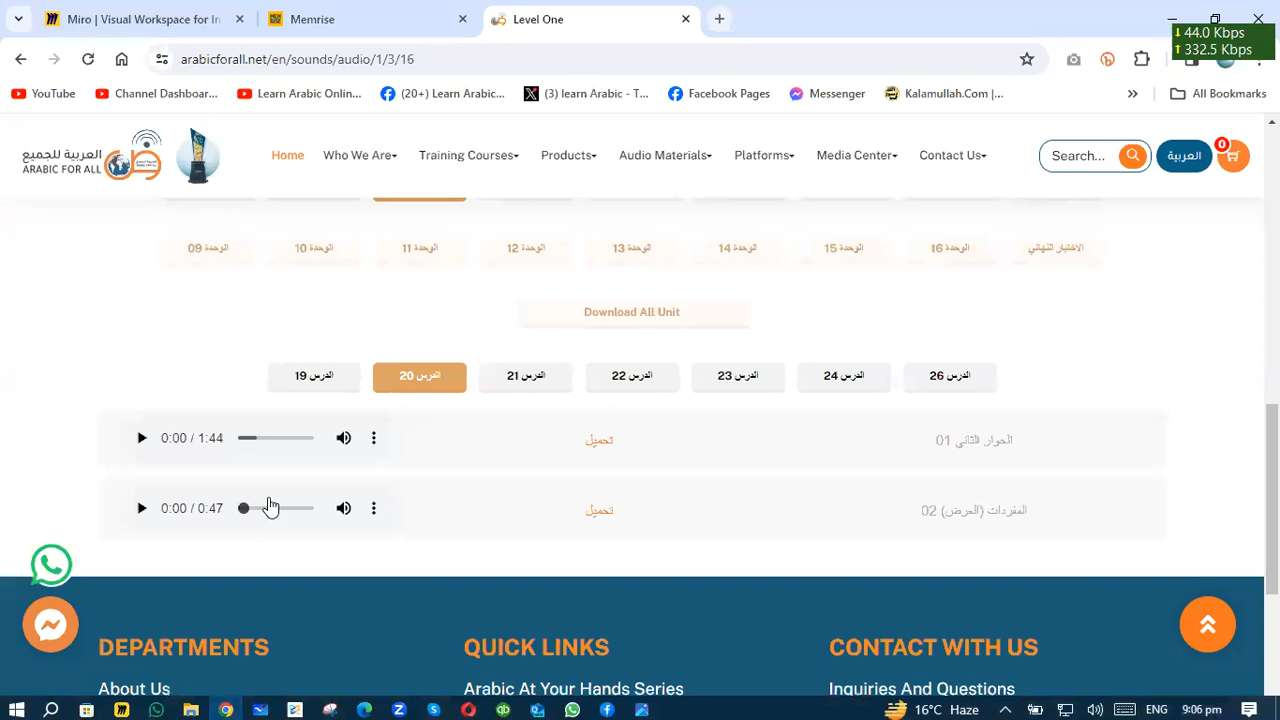 Miro | Visual Workspace for In
Memrise
Level One
44.0 Kbps
332.5 Kbps
arabicforall.net/en/sounds/audio/1/3/16
YouTube
Channel Dashboar...
Learn Arabic Onlin...
(20+) Learn Arabic...
(3) learn Arabic - T...
Facebook Pages
Messenger
Kalamullah.Com |...
All Bookmarks
العربية للجميع
ARABIC FOR ALL
Home
Who We Are
Training Courses
Products
Audio Materials
Platforms
Media Center
Contact Us
Search...
العربية
0
الوحدة 09
الوحدة 10
الوحدة 11
الوحدة 12
الوحدة 13
الوحدة 14
الوحدة 15
الوحدة 16
الاختبار النهائي
Download All Unit
الدرس 19
الدرس 20
الدرس 21
الدرس 22
الدرس 23
الدرس 24
الدرس 26
0:00 / 1:44
تحميل
الحوار الثاني 01
0:00 / 0:47
تحميل
المفردات (العرض) 02
DEPARTMENTS
QUICK LINKS
CONTACT WITH US
About Us
Arabic At Your Hands Series
Inquiries And Questions
16°C Haze
ENG
9:06 pm